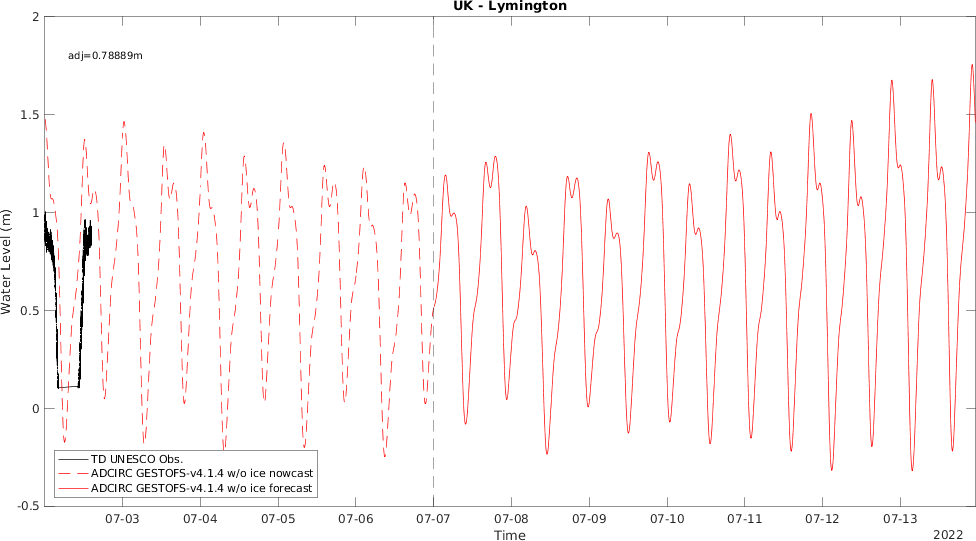 UK - Lymington
2
adj=0.78889m
1.5
1
0.5
0
-0.5
Water Level (m)
TD UNESCO Obs.
ADCIRC GESTOFS-v4.1.4 w/o ice nowcast
ADCIRC GESTOFS-v4.1.4 w/o ice forecast
07-03 07-04 07-05 07-06 07-07 07-08 07-09 07-10 07-11 07-12 07-13
Time
2022